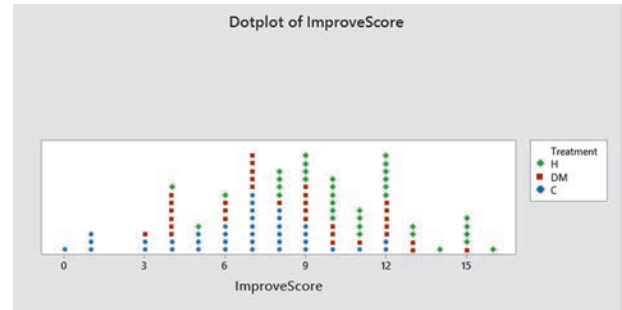 Dotplot of ImproveScore
Treatment
H
DM
C
0 3 6 9 12 15
ImproveScore